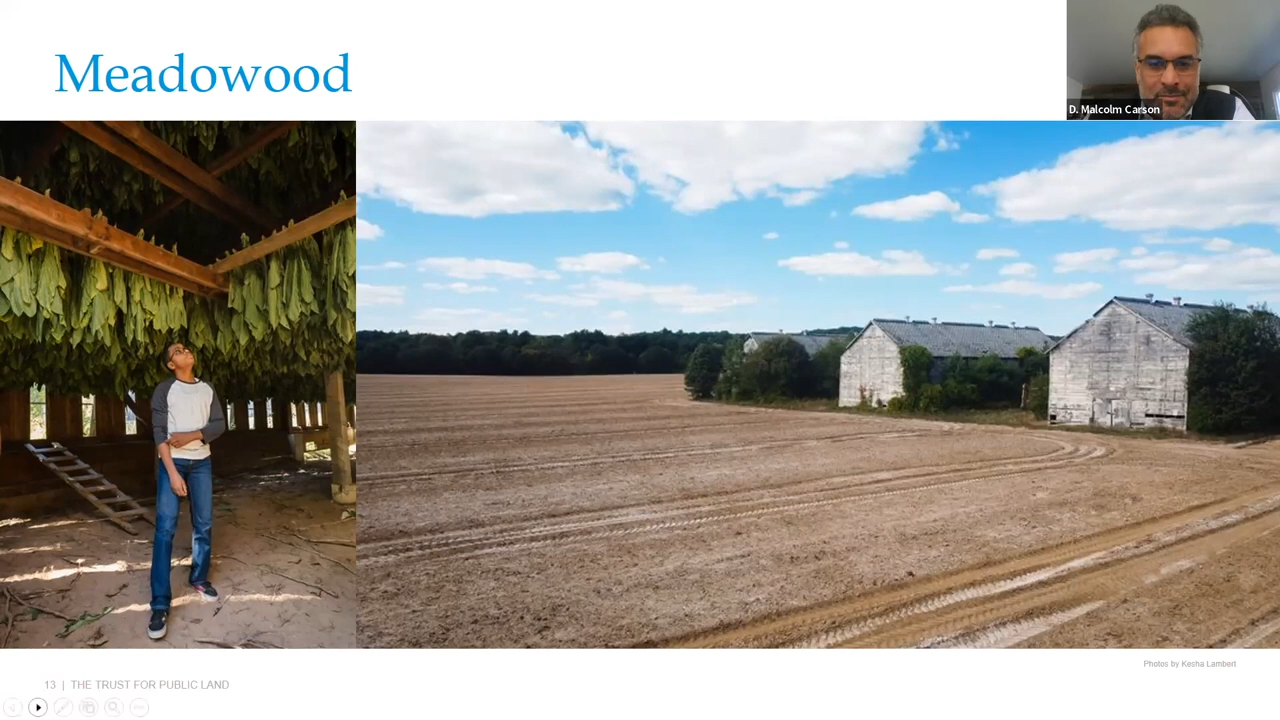 Meadowood
D. Malcolm Carson
Photos by Kesha Lambert
13 | THE TRUST FOR PUBLIC LAND